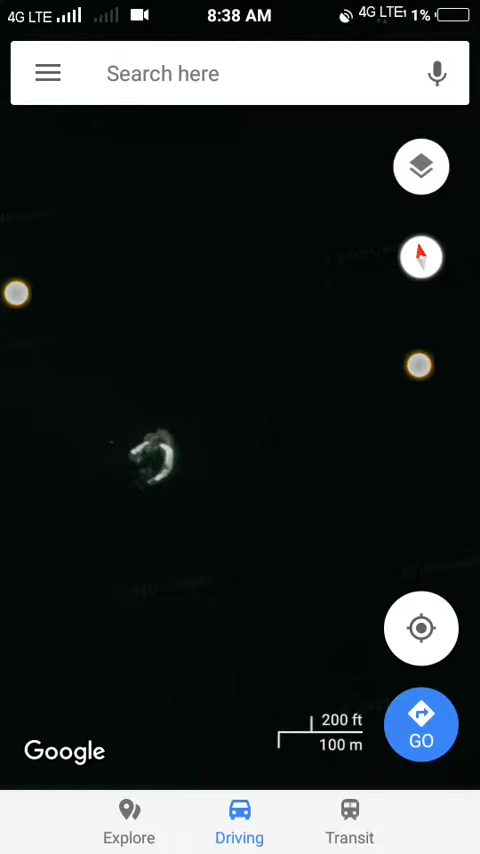 4G LTE 8:38 AM 4G LTE 1%
Search here
200 ft
100 m
GO
Google
Explore Driving Transit